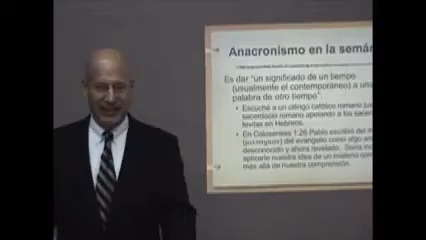 Anacronismo en la semá
Es dar "un significado de un tiempo
(usualmente el contemporáneo) a una
palabra de otro tiempo".
Escuché a un clérigo católico romano
sacerdocio romano apelando a los sace
levitas en Hebreos.
En Colosenses 1:26 Pablo escribió del
del evangelio como algo
desconocido y ahora revelado. Sería
aplicarle nuestra idea de un misterio com
más allá de nuestra comprensión.